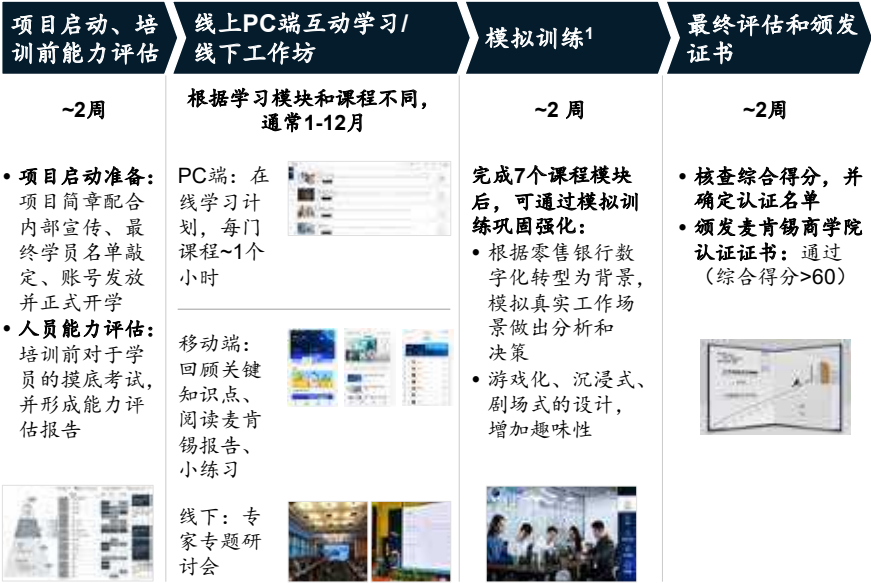 项目启动、培
训前能力评估
线上PC端互动学习/
线下工作坊
模拟训练1
最终评估和颁发
证书
~2周
根据学习模块和课程不同，
通常1-12月
~2 周
~2周
• 项目启动准备：
项目简章配合
内部宣传、最
终学员名单敲
定、账号发放
并正式开学
• 人员能力评估：
培训前对于学
员的摸底考试，
并形成能力评
估报告
PC端：在
线学习计
划，每门
课程~1个
小时
移动端：
回顾关键
知识点、
阅读麦肯
锡报告、
小练习
线下：专
家专题研
讨会
完成7个课程模块
后，可通过模拟训
练巩固强化：
• 根据零售银行数
字化转型为背景，
模拟真实工作场
景做出分析和
决策
• 游戏化、沉浸式、
剧场式的设计，
增加趣味性
• 核查综合得分，并
确定认证名单
• 颁发麦肯锡商学院
认证证书：通过
（综合得分>60）